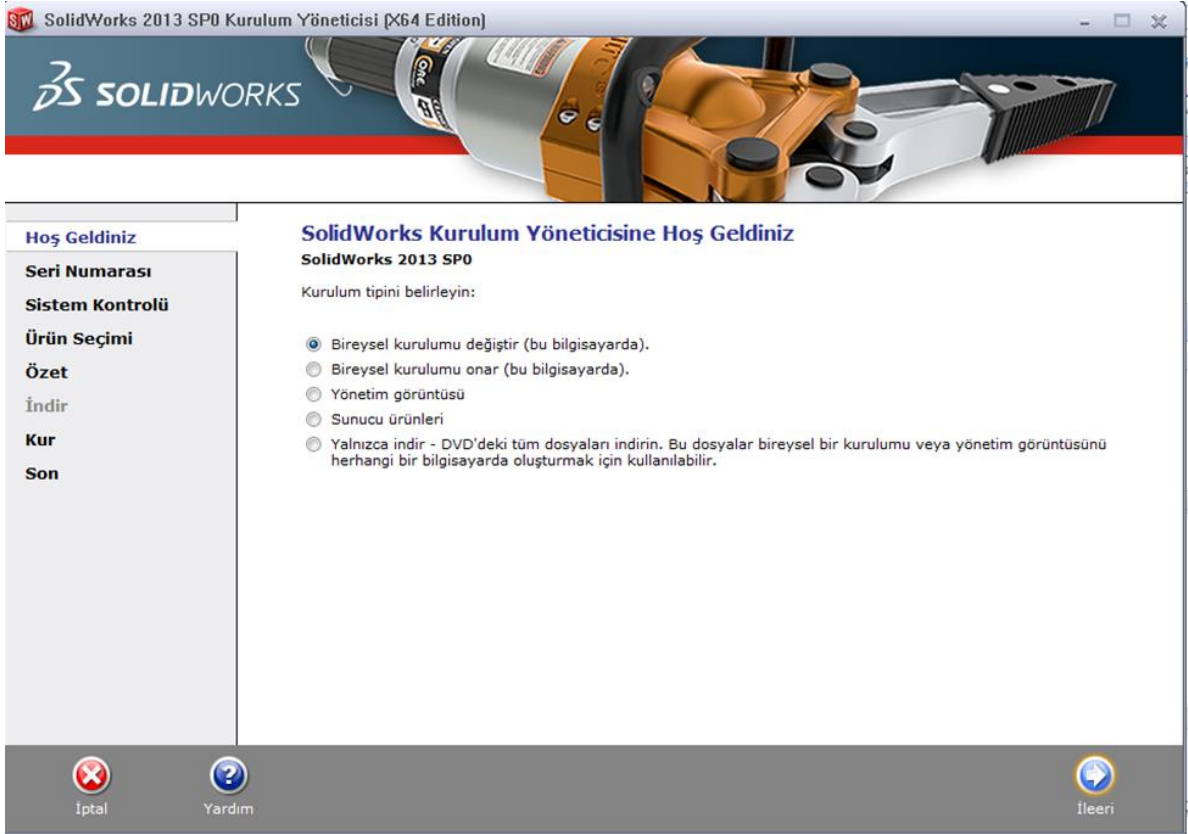 SolidWorks 2013 SP0 Kurulum Yöneticisi (X64 Edition)
SOLIDWORKS
Hoş Geldiniz
Seri Numarası
Sistem Kontrolü
Ürün Seçimi
Özet
İndir
Kur
Son
SolidWorks Kurulum Yöneticisine Hoş Geldiniz
SolidWorks 2013 SP0
Kurulum tipini belirleyin:
Bireysel kurulumu değiştir (bu bilgisayarda).
Bireysel kurulumu onar (bu bilgisayarda).
Yönetim görüntüsü
Sunucu ürünleri
Yalnızca indir - DVD'deki tüm dosyaları indirin. Bu dosyalar bireysel bir kurulumu veya yönetim görüntüsünü
herhangi bir bilgisayarda oluşturmak için kullanılabilir.
İptal
Yardım
İleeri